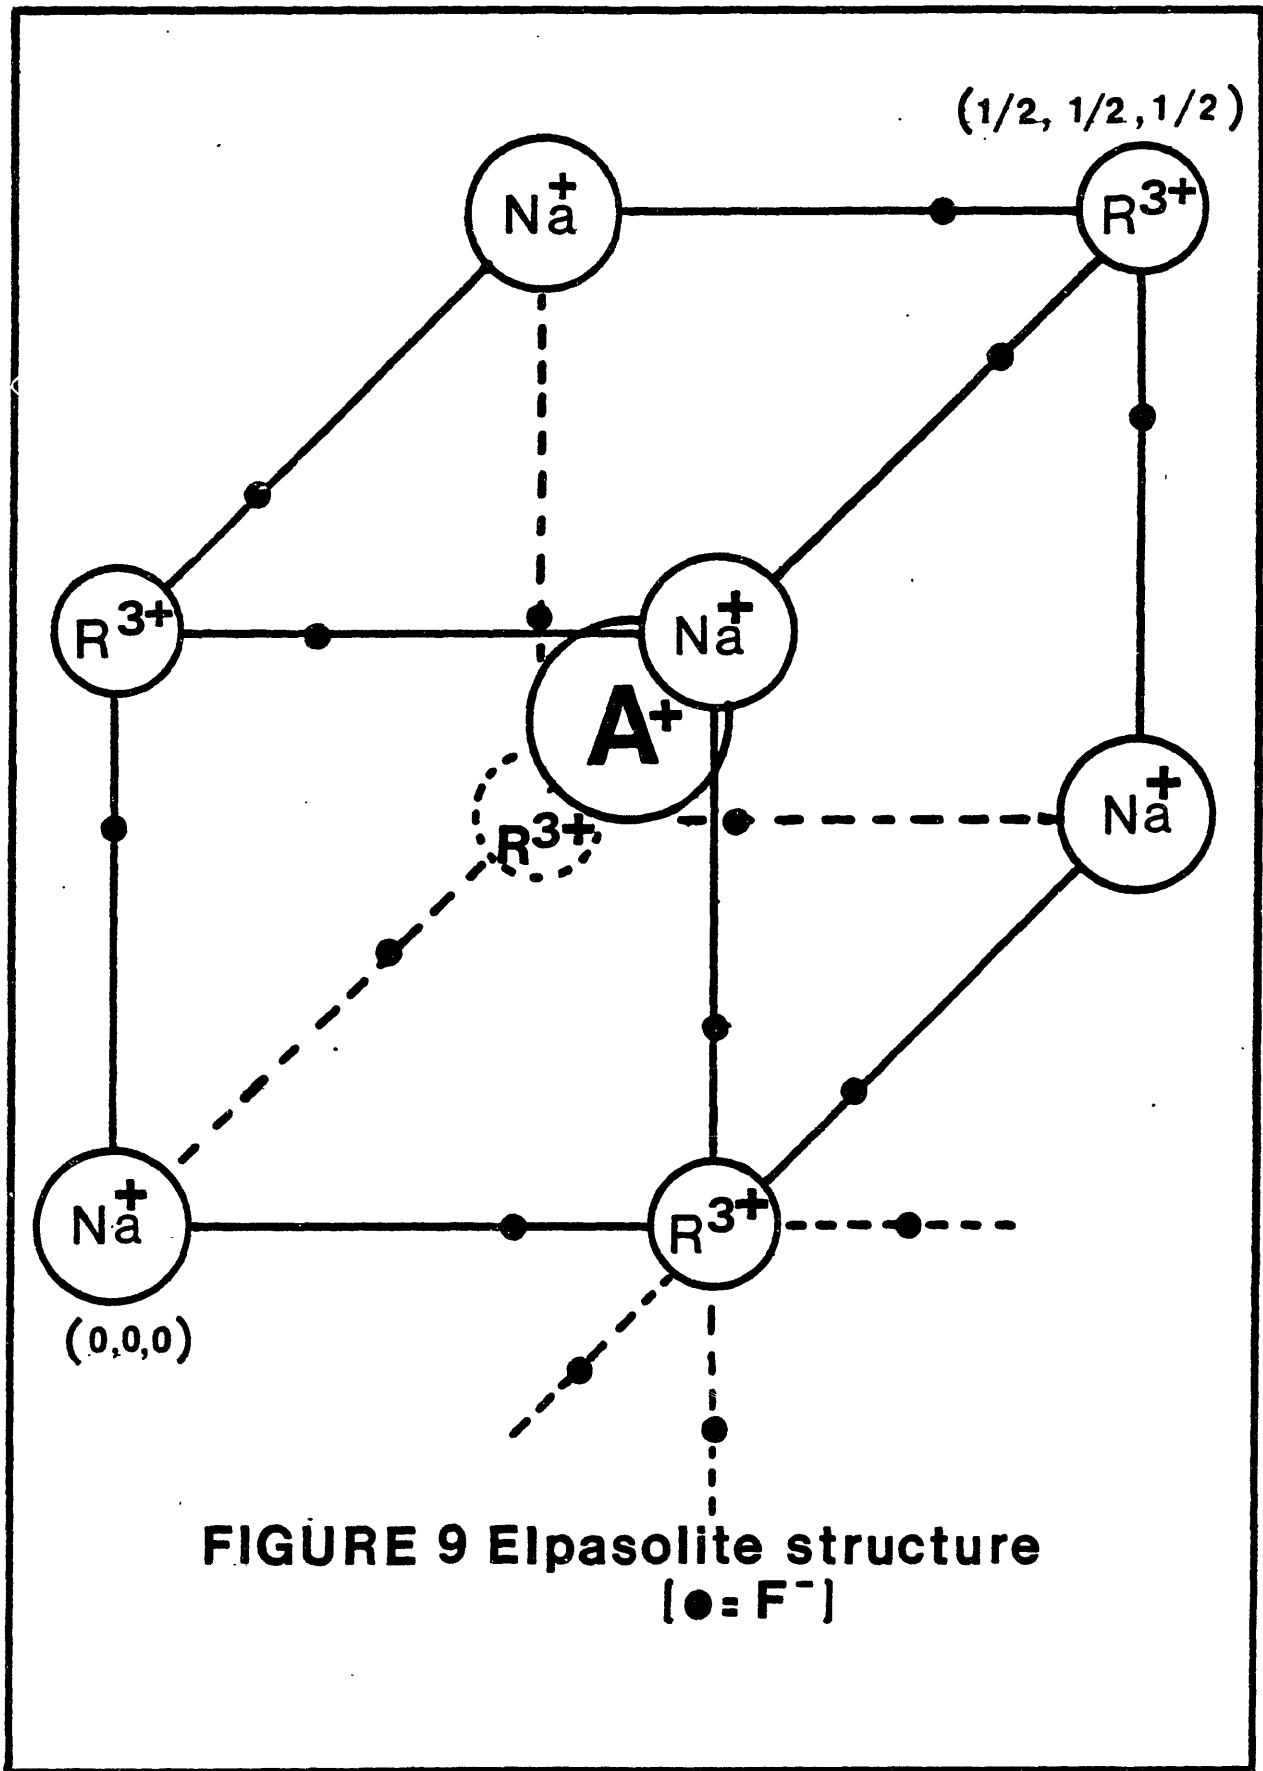 (1/2, 1/2, 1/2)
Na+
R3+
R3+
Na+
A+
R3+
Na+
Na+
R3+
(0,0,0)
FIGURE 9 Elpasolite structure
[●= F⁻]